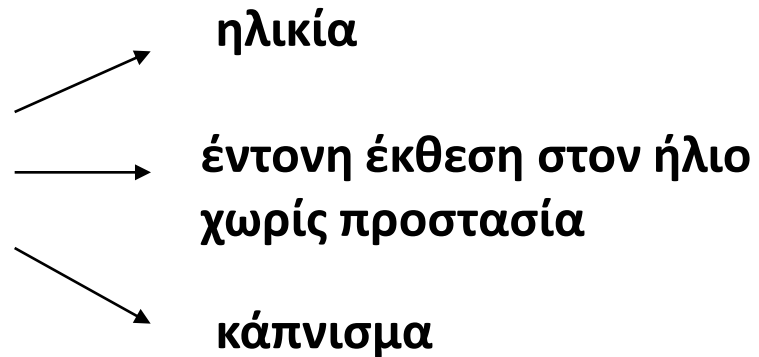 ηλικία
έντονη έκθεση στον ήλιο
χωρίς προστασία
κάπνισμα